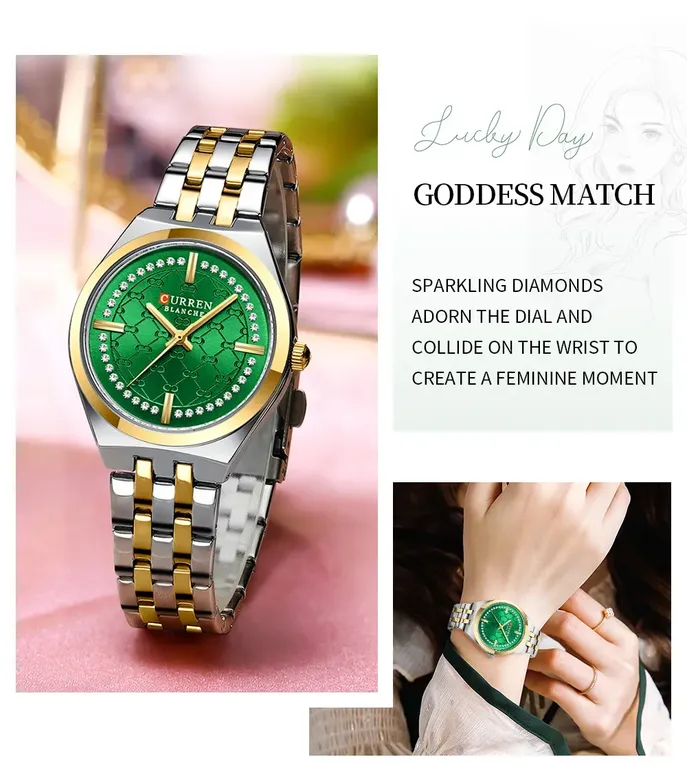 Lucky Day
GODDESS MATCH
SPARKLING DIAMONDS
ADORN THE DIAL AND
COLLIDE ON THE WRIST TO
CREATE A FEMININE MOMENT
CURREN
BLANCHE